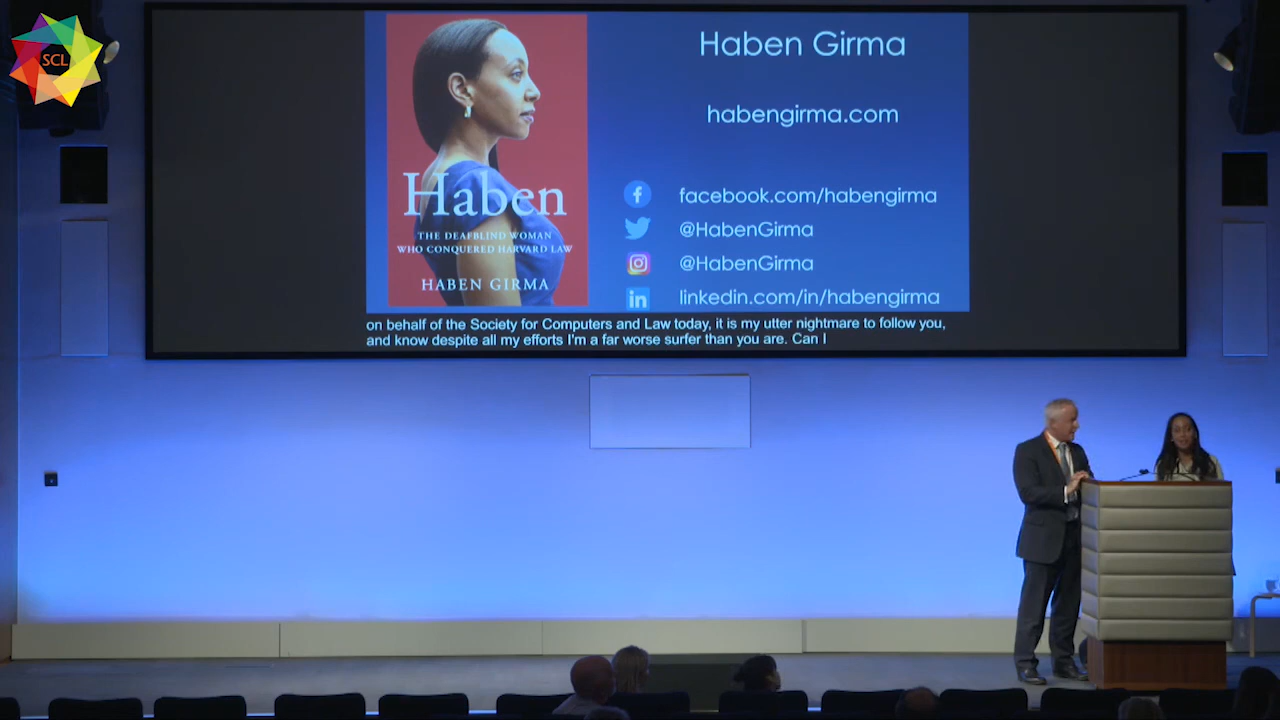 SCL
Haben Girma
habengirma.com
Haben
THE DEAFBLIND WOMAN
WHO CONQUERED HARVARD LAW
HABEN GIRMA
facebook.com/habengirma
@HabenGirma
@HabenGirma
linkedin.com/in/habengirma
on behalf of the Society for Computers and Law today, it is my utter nightmare to follow you,
and know despite all my efforts I'm a far worse surfer than you are. Can I